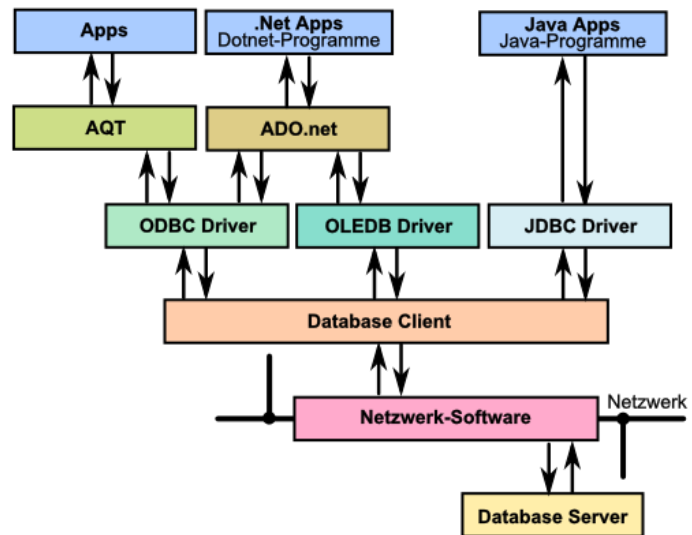 Apps
.Net Apps
Dotnet-Programme
Java Apps
Java-Programme
AQT
ADO.net
ODBC Driver
OLEDB Driver
JDBC Driver
Database Client
Netzwerk
Netzwerk-Software
Database Server